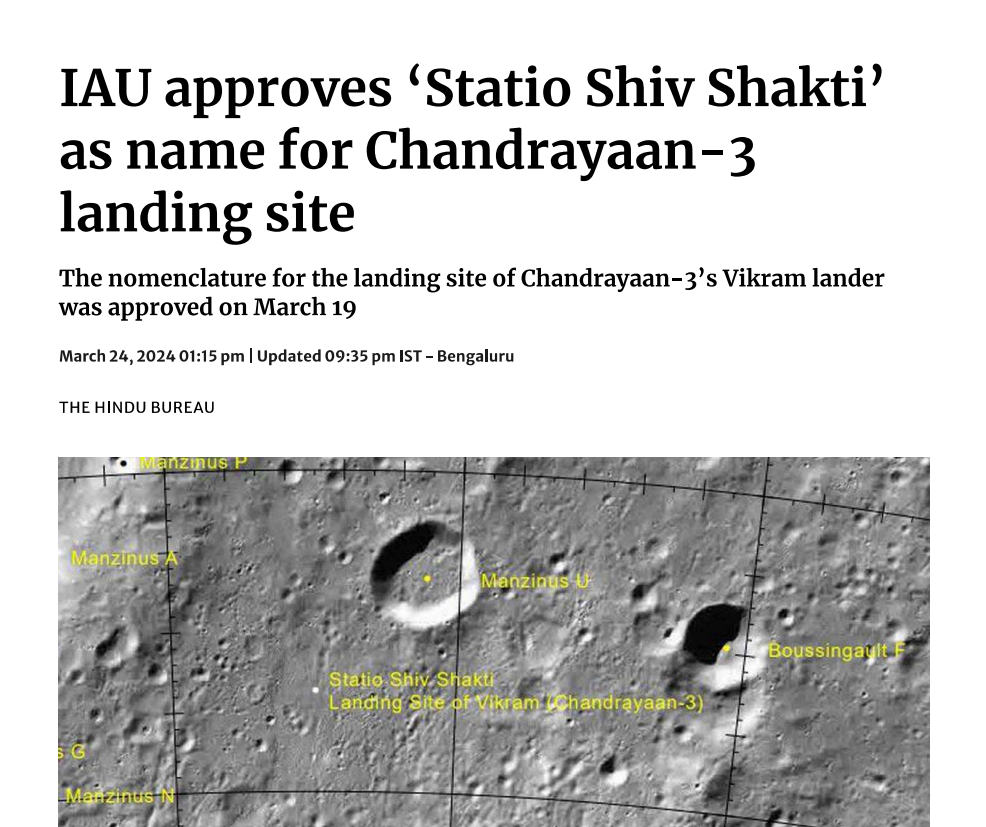 IAU approves ‘Statio Shiv Shakti’
as name for Chandrayaan-3
landing site
The nomenclature for the landing site of Chandrayaan-3’s Vikram lander
was approved on March 19
March 24, 2024 01:15 pm | Updated 09:35 pm IST - Bengaluru
THE HINDU BUREAU
Manzinus P
Manzinus A
Manzinus U
Boussingault F
Statio Shiv Shakti
Landing Site of Vikram (Chandrayaan-3)
s G
Manzinus N